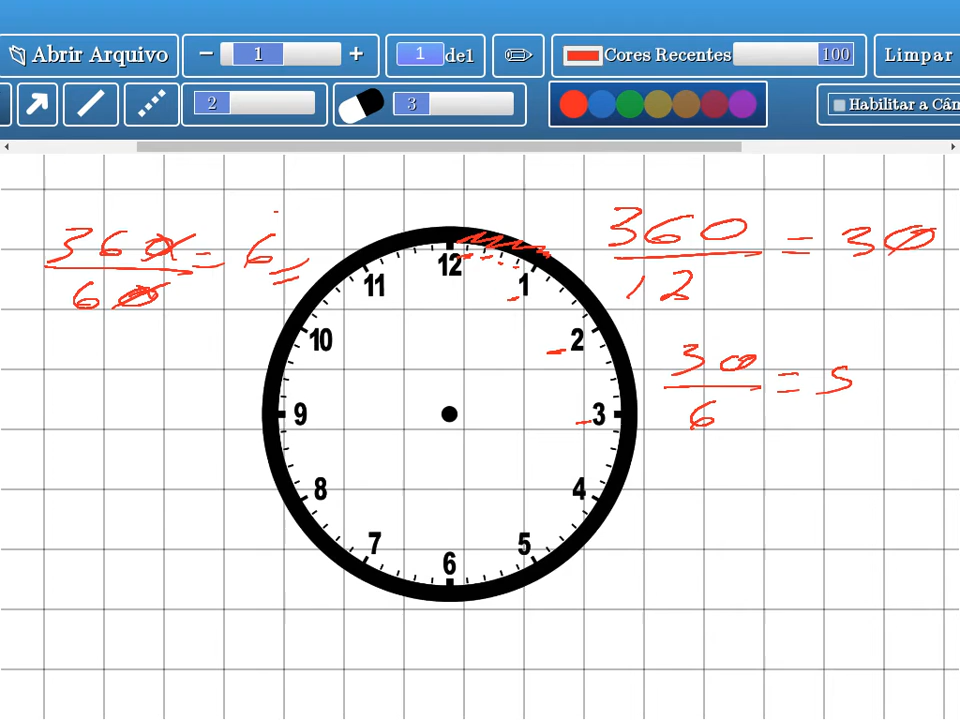 Abrir Arquivo
− 1 +
1 de1
Cores Recentes 100
Limpar
2
3
Habilitar a Câm
360/60 = 6
360/12 = 30
30/6 = 5
12
11
1
10
2
9
3
8
4
7
5
6